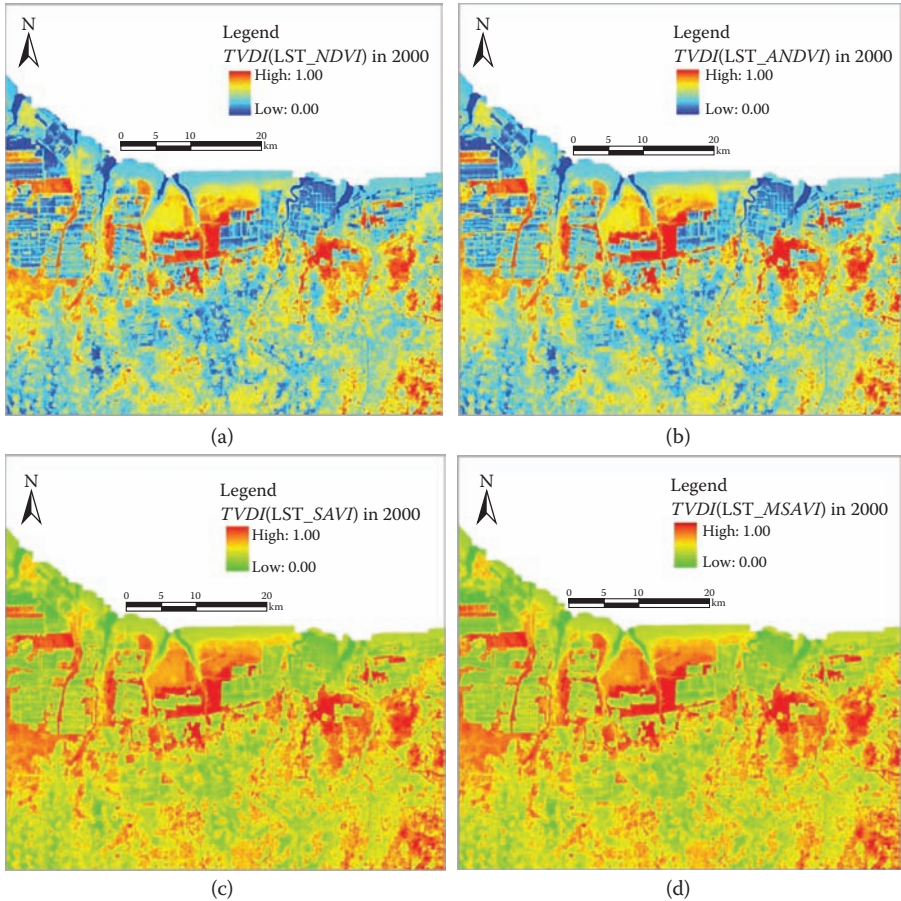 N
Legend
TVDI(LST_NDVI) in 2000
High: 1.00
Low: 0.00
0 5 10 20
km
(a)
N
Legend
TVDI(LST_ANDVI) in 2000
High: 1.00
Low: 0.00
0 5 10 20
km
(b)
N
Legend
TVDI(LST_SAVI) in 2000
High: 1.00
Low: 0.00
0 5 10 20
km
(c)
N
Legend
TVDI(LST_MSAVI) in 2000
High: 1.00
Low: 0.00
0 5 10 20
km
(d)